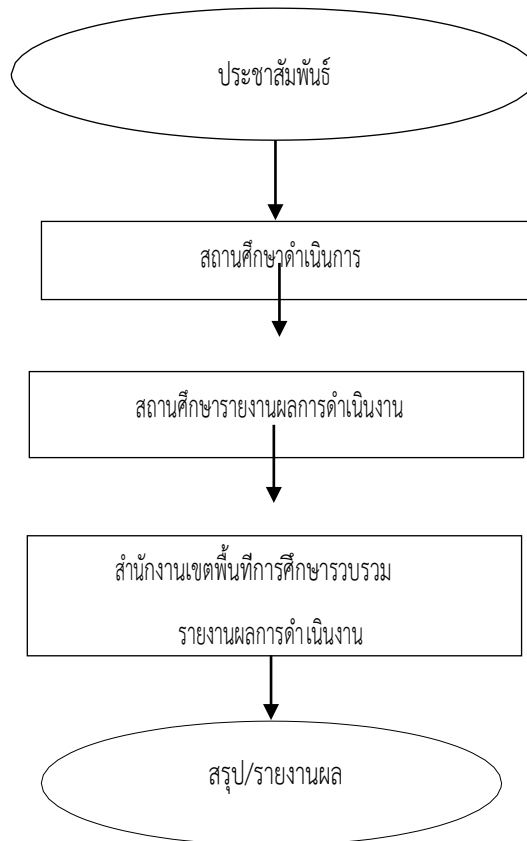 ประชาสัมพันธ์
สถานศึกษาดำเนินการ
สถานศึกษารายงานผลการดำเนินงาน
สำนักงานเขตพื้นที่การศึกษารวบรวม
รายงานผลการดำเนินงาน
สรุป/รายงานผล